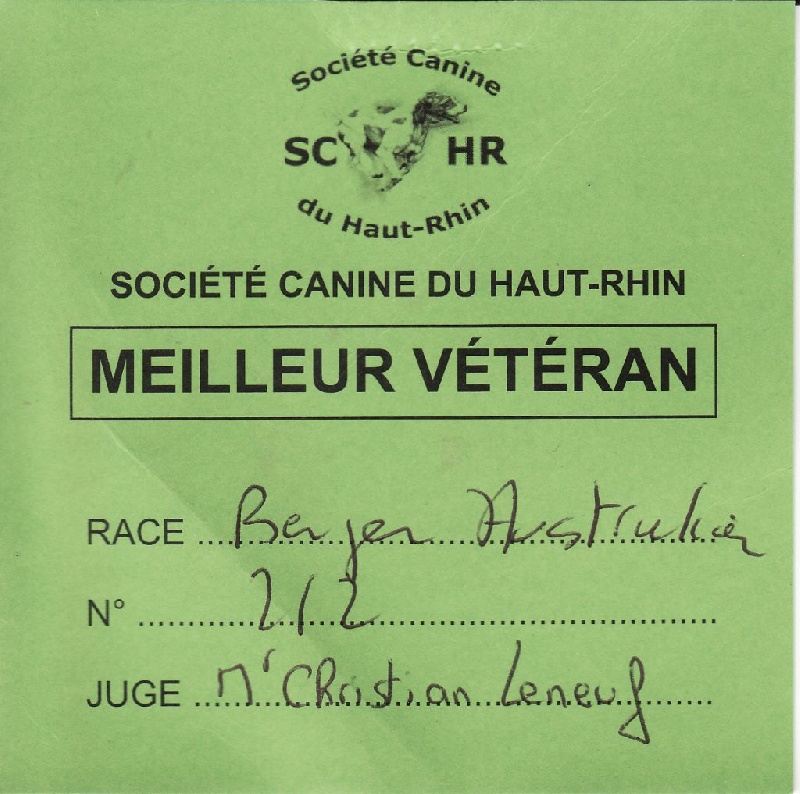 Société Canine
SC HR
du Haut-Rhin
SOCIÉTÉ CANINE DU HAUT-RHIN
MEILLEUR VÉTÉRAN
RACE Berger Australien
N° 212
JUGE Mr Christian Leneuf